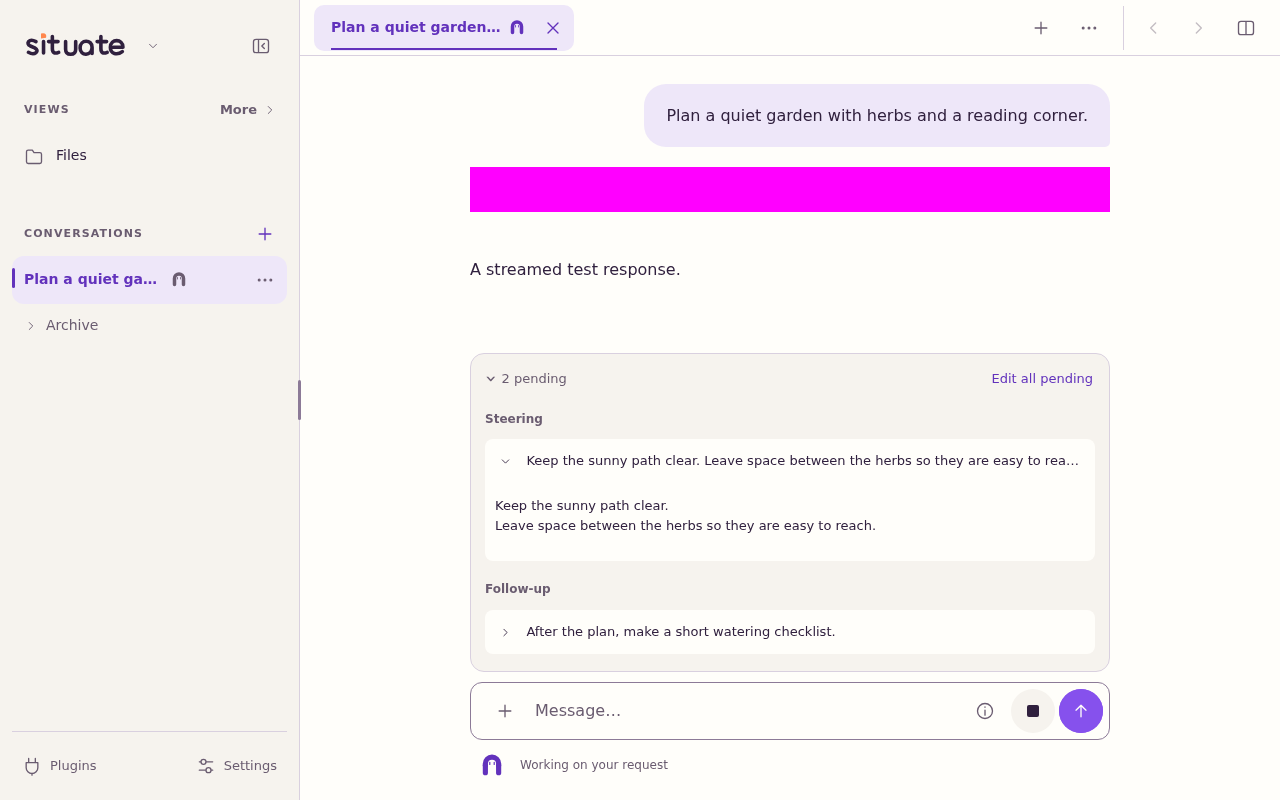 situate
VIEWS
More
Files
CONVERSATIONS
Plan a quiet ga…
Archive
Plugins
Settings
Plan a quiet garden…
Plan a quiet garden with herbs and a reading corner.
A streamed test response.
2 pending
Edit all pending
Steering
Keep the sunny path clear. Leave space between the herbs so they are easy to rea…
Keep the sunny path clear.
Leave space between the herbs so they are easy to reach.
Follow-up
After the plan, make a short watering checklist.
Message…
Working on your request